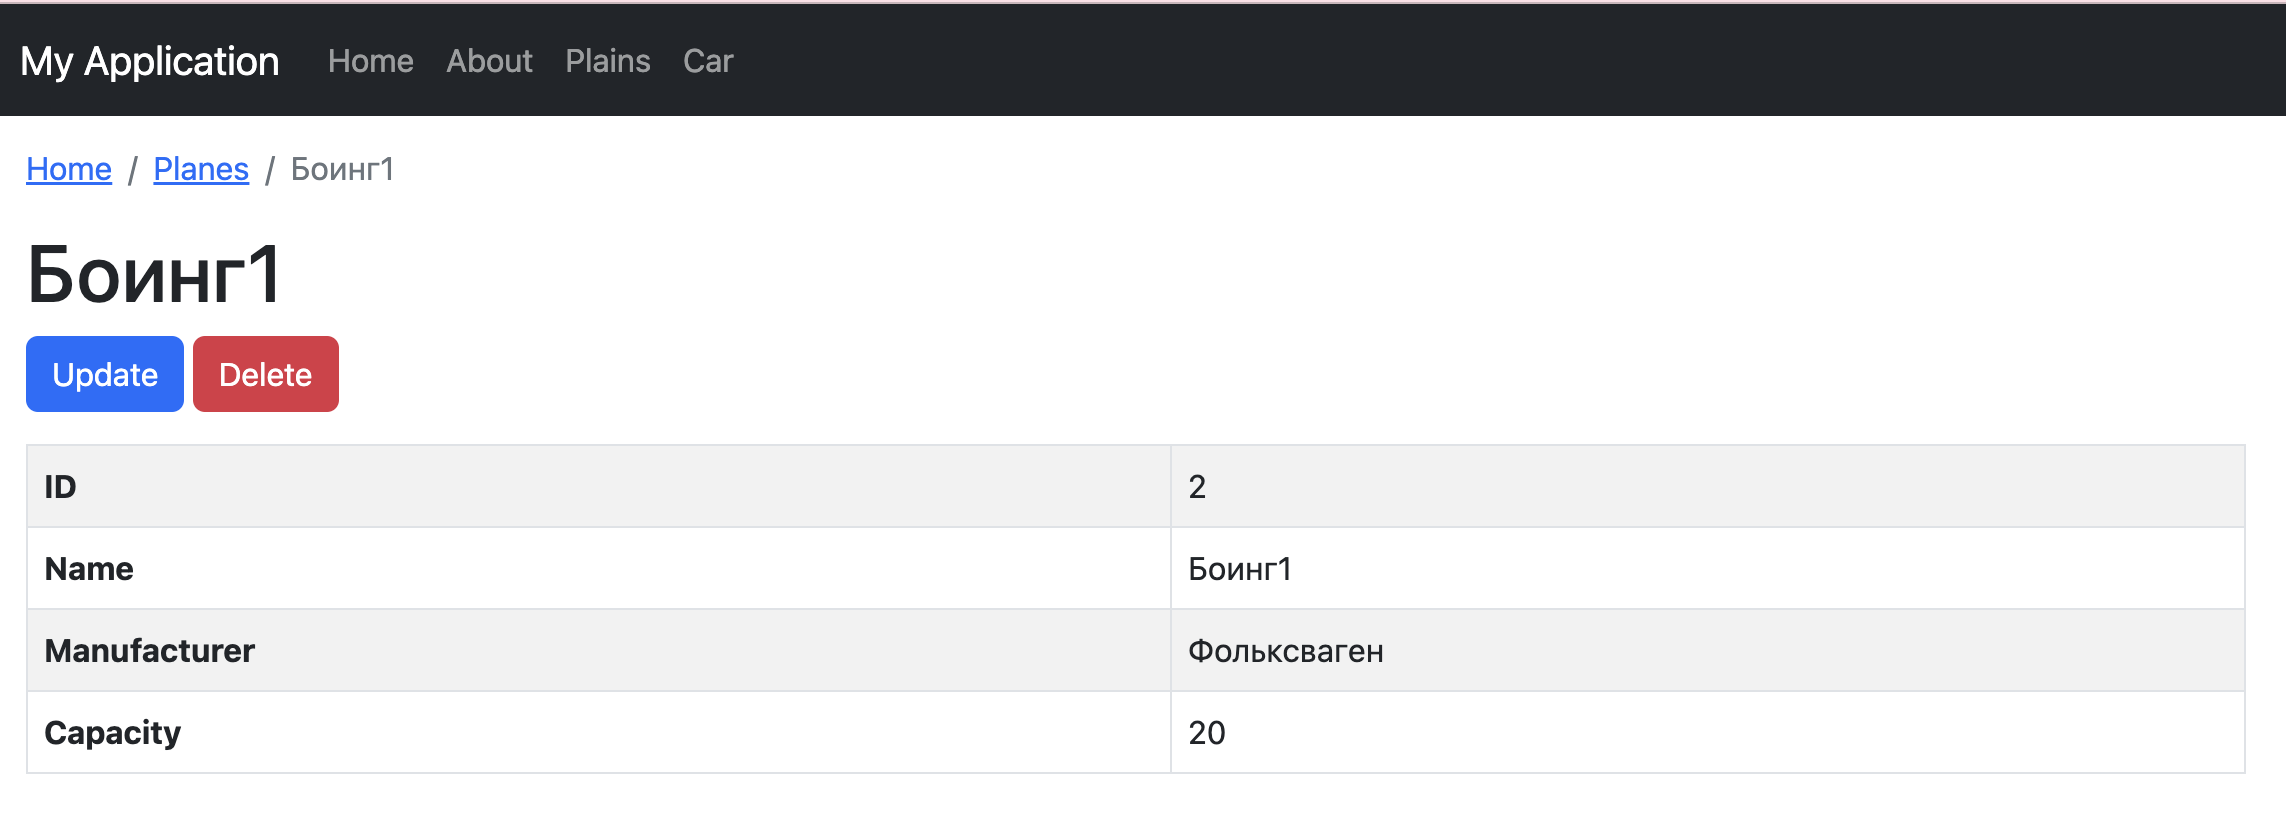 My Application Home About Plains Car
Home / Planes / Боинг1
Боинг1
Update Delete
ID 2
Name Боинг1
Manufacturer Фольксваген
Capacity 20